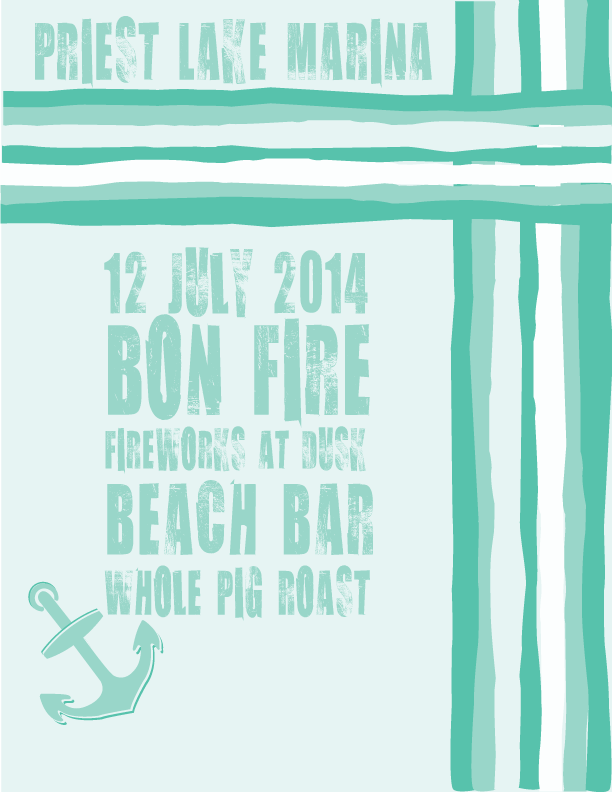 PRIEST LAKE MARINA
12 JULY 2014
BON FIRE
FIREWORKS AT DUSK
BEACH BAR
WHOLE PIG ROAST